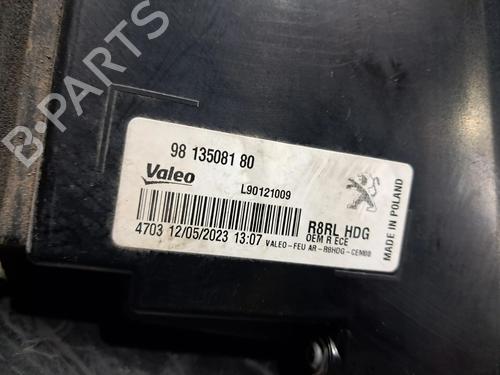 B-PARTS
98 135081 80
Valeo
L90121009
R8RL HDG
OEM R ECE
4703 12/05/2023 13:07 VALEO-FEU AR-R8HDG-CEM00
MADE IN POLAND